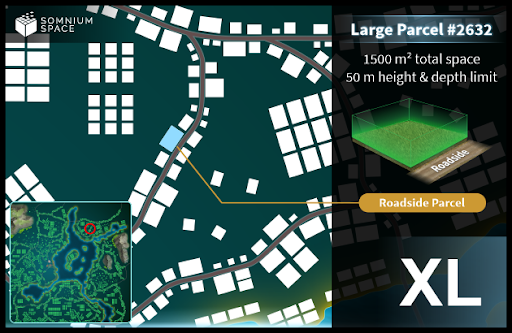 SOMNIUM
SPACE
Large Parcel #2632
1500 m² total space
50 m height & depth limit
Roadside
Roadside Parcel
XL